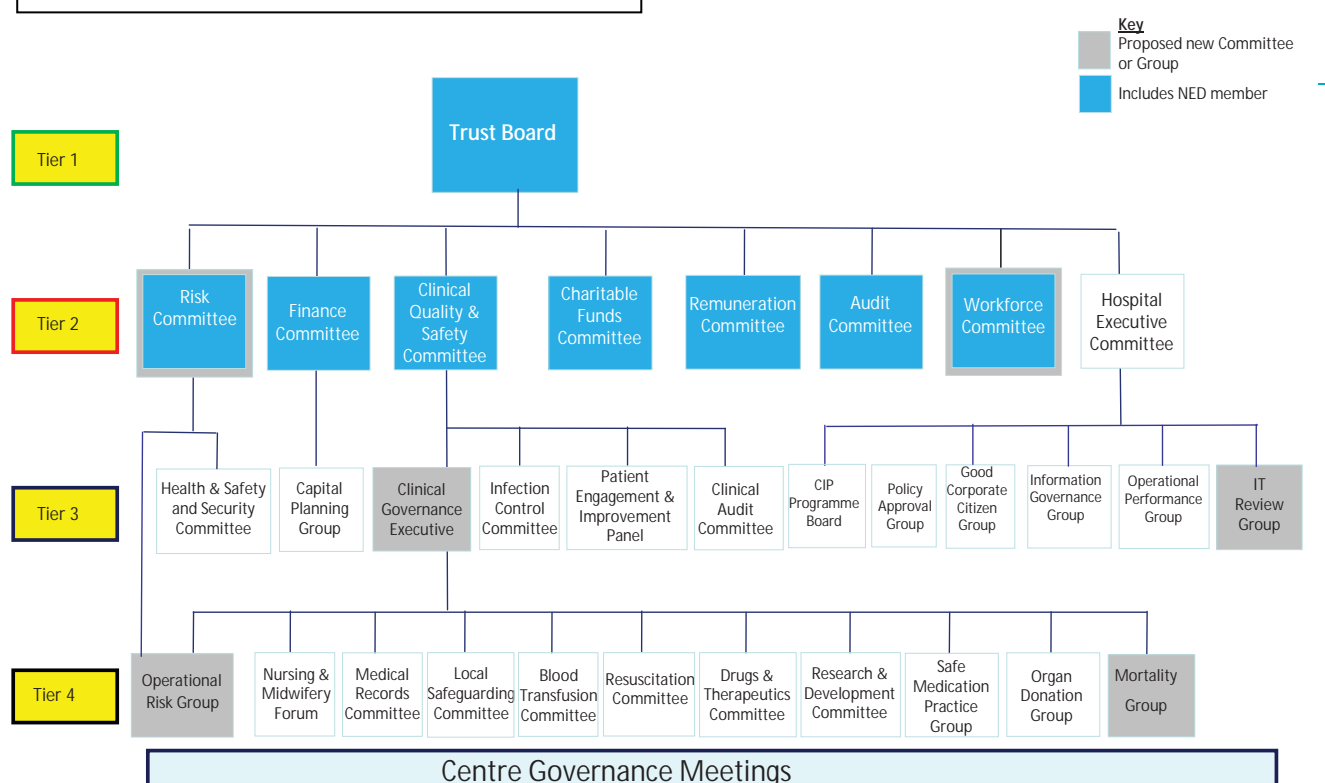 Key
Proposed new Committee
or Group
Includes NED member
Trust Board
Tier 1
Tier 2
Risk
Committee
Finance
Committee
Clinical
Quality &
Safety
Committee
Charitable
Funds
Committee
Remuneration
Committee
Audit
Committee
Workforce
Committee
Hospital
Executive
Committee
Tier 3
Health & Safety
and Security
Committee
Capital
Planning
Group
Clinical
Governance
Executive
Infection
Control
Committee
Patient
Engagement &
Improvement
Panel
Clinical
Audit
Committee
CIP
Programme
Board
Policy
Approval
Group
Good
Corporate
Citizen
Group
Information
Governance
Group
Operational
Performance
Group
IT
Review
Group
Tier 4
Operational
Risk Group
Nursing &
Midwifery
Forum
Medical
Records
Committee
Local
Safeguarding
Committee
Blood
Transfusion
Committee
Resuscitation
Committee
Drugs &
Therapeutics
Committee
Research &
Development
Committee
Safe
Medication
Practice
Group
Organ
Donation
Group
Mortality
Group
Centre Governance Meetings